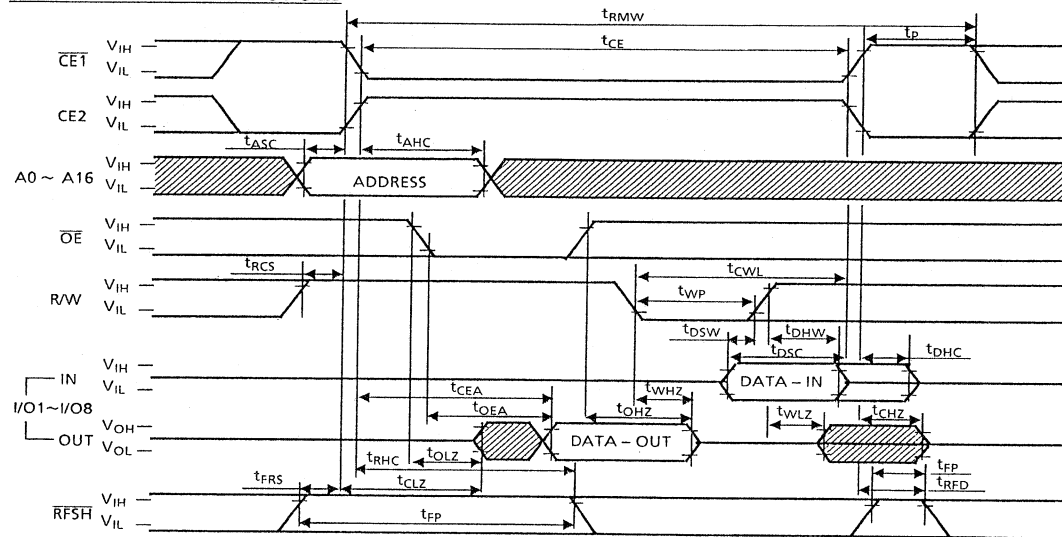 tRMW
tCE
tP
CE1
VIH
VIL
CE2
VIH
VIL
tASC
tAHC
A0 ~ A16
VIH
VIL
ADDRESS
OE
VIH
VIL
tRCS
tCWL
R/W
VIH
VIL
tWP
tDSW
tDHW
tDSC
tDHC
IN
VIH
VIL
DATA – IN
I/O1~I/O8
tCEA
tWHZ
tOEA
tOHZ
tWLZ
tCHZ
OUT
VOH
VOL
DATA – OUT
tOLZ
tRHC
tFRS
tCLZ
tFP
tRFD
RFSH
VIH
VIL
tFP